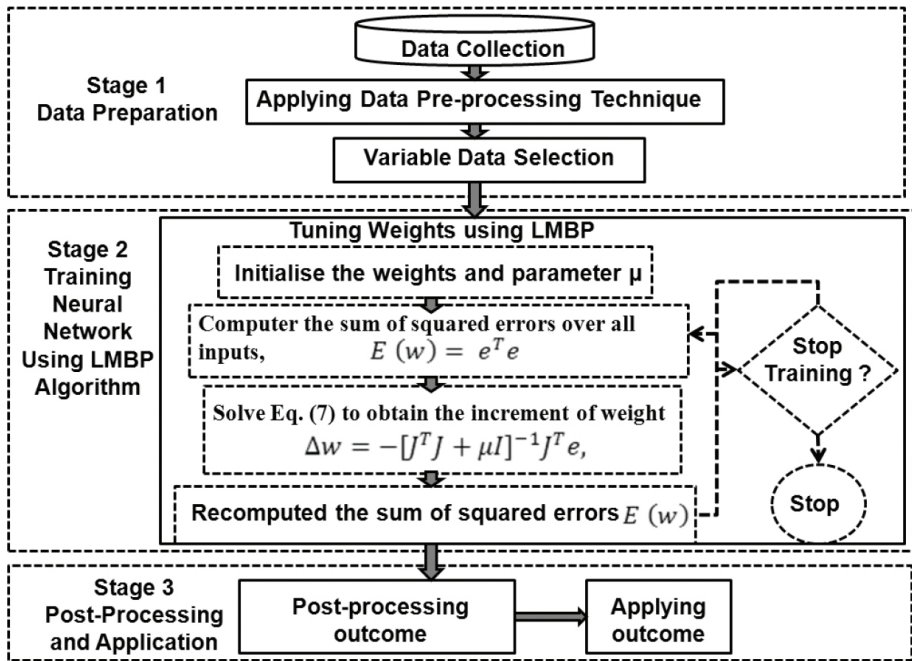 Stage 1
Data Preparation
Data Collection
Applying Data Pre-processing Technique
Variable Data Selection
Stage 2
Training
Neural
Network
Using LMBP
Algorithm
Tuning Weights using LMBP
Initialise the weights and parameter μ
Computer the sum of squared errors over all
inputs, E (w) = e^T e
Solve Eq. (7) to obtain the increment of weight
Δw = −[J^T J + μI]^{−1} J^T e,
Recomputed the sum of squared errors E (w)
Stop
Training ?
Stop
Stage 3
Post-Processing
and Application
Post-processing
outcome
Applying
outcome